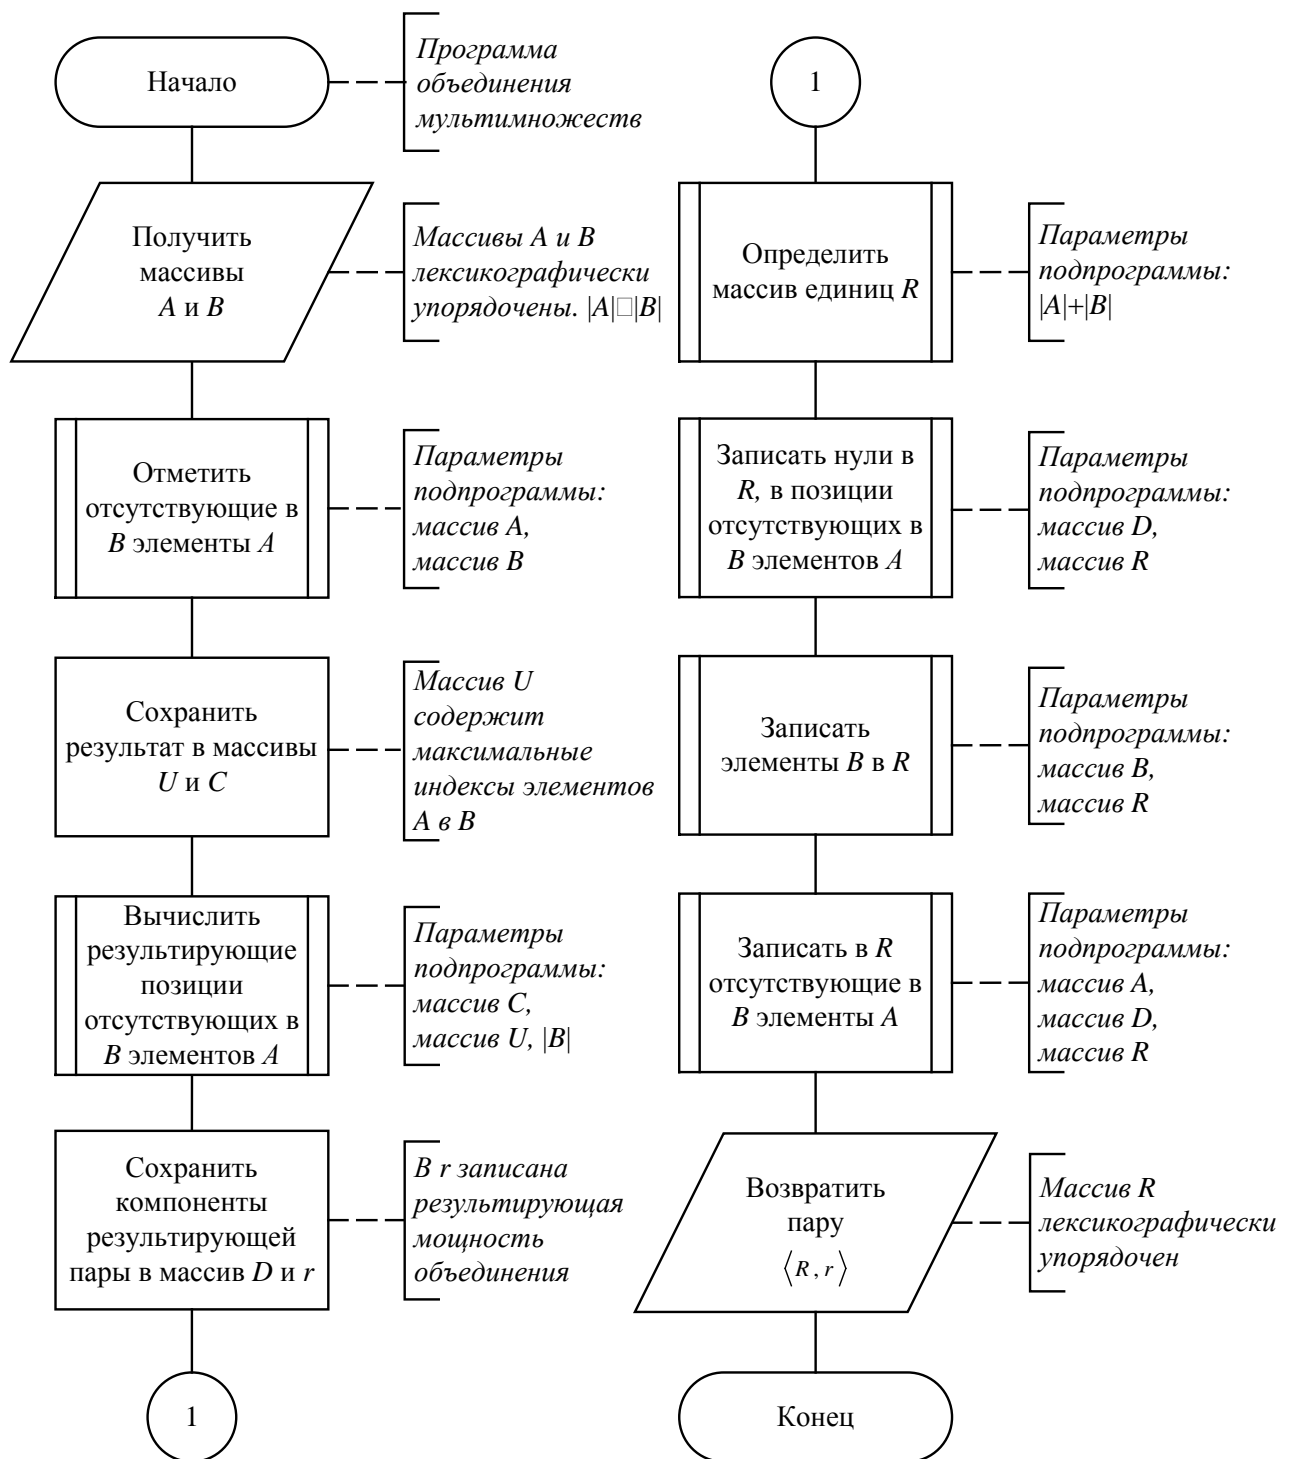 Начало
Программа
объединения
мультимножеств
Получить
массивы
A и B
Массивы A и B
лексикографически
упорядочены. |A|□|B|
Отметить
отсутствующие в
B элементы A
Параметры
подпрограммы:
массив A,
массив B
Сохранить
результат в массивы
U и C
Массив U
содержит
максимальные
индексы элементов
A в B
Вычислить
результирующие
позиции
отсутствующих в
B элементов A
Параметры
подпрограммы:
массив C,
массив U, |B|
Сохранить
компоненты
результирующей
пары в массив D и r
В r записана
результирующая
мощность
объединения
1
1
Определить
массив единиц R
Параметры
подпрограммы:
|A|+|B|
Записать нули в
R, в позиции
отсутствующих в
B элементов A
Параметры
подпрограммы:
массив D,
массив R
Записать
элементы B в R
Параметры
подпрограммы:
массив B,
массив R
Записать в R
отсутствующие в
B элементы A
Параметры
подпрограммы:
массив A,
массив D,
массив R
Возвратить
пару
⟨R, r⟩
Массив R
лексикографически
упорядочен
Конец